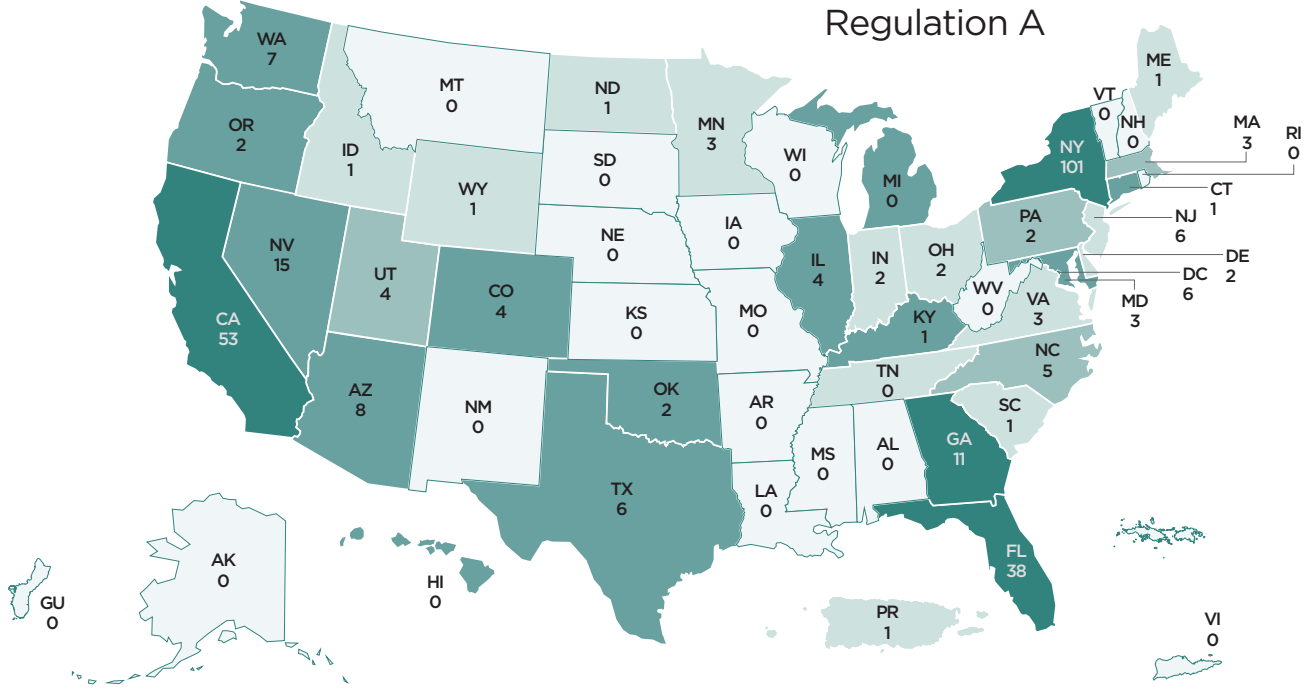 Regulation A
WA
7
MT
0
ND
1
MN
3
ME
1
VT
0
NH
0
MA
3
RI
0
OR
2
ID
1
SD
0
WI
0
MI
0
NY
101
CT
1
WY
1
NJ
6
NE
0
IA
0
PA
2
NV
15
UT
4
CO
4
IL
4
IN
2
OH
2
DE
2
DC
6
MD
3
WV
0
VA
3
CA
53
KS
0
MO
0
KY
1
NC
5
AZ
8
NM
0
OK
2
AR
0
TN
0
SC
1
MS
0
AL
0
GA
11
TX
6
LA
0
FL
38
AK
0
HI
0
GU
0
PR
1
VI
0